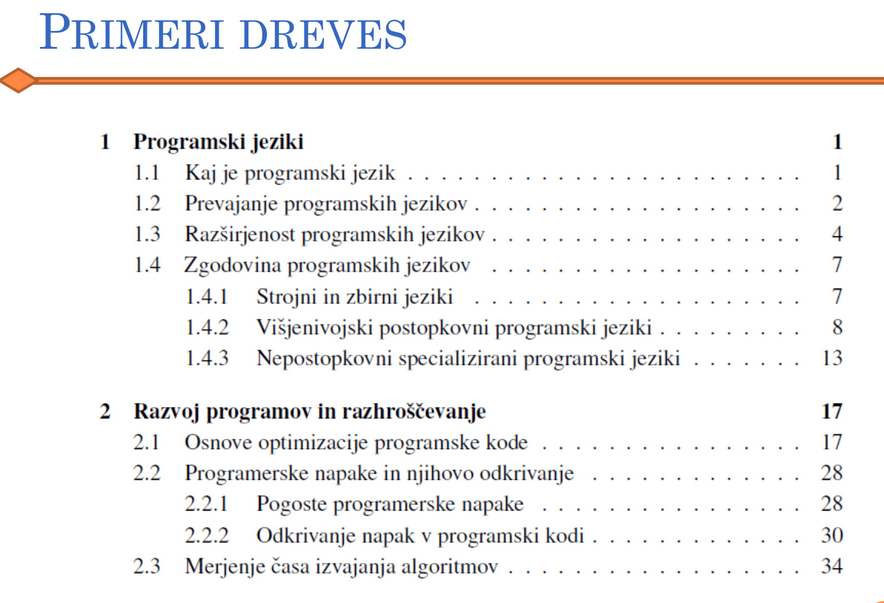 PRIMERI DREVES
1 Programski jeziki 1
1.1 Kaj je programski jezik . . . . . . . . . . . . . . . . . . . . . . . . 1
1.2 Prevajanje programskih jezikov . . . . . . . . . . . . . . . . . . . . 2
1.3 Razširjenost programskih jezikov . . . . . . . . . . . . . . . . . . . 4
1.4 Zgodovina programskih jezikov . . . . . . . . . . . . . . . . . . . 7
1.4.1 Strojni in zbirni jeziki . . . . . . . . . . . . . . . . . . . . 7
1.4.2 Višjenivojski postopkovni programski jeziki . . . . . . . . . 8
1.4.3 Nepostopkovni specializirani programski jeziki . . . . . . . 13
2 Razvoj programov in razhroščevanje 17
2.1 Osnove optimizacije programske kode . . . . . . . . . . . . . . . . 17
2.2 Programerske napake in njihovo odkrivanje . . . . . . . . . . . . . 28
2.2.1 Pogoste programerske napake . . . . . . . . . . . . . . . . 28
2.2.2 Odkrivanje napak v programski kodi . . . . . . . . . . . . . 30
2.3 Merjenje časa izvajanja algoritmov . . . . . . . . . . . . . . . . . . 34